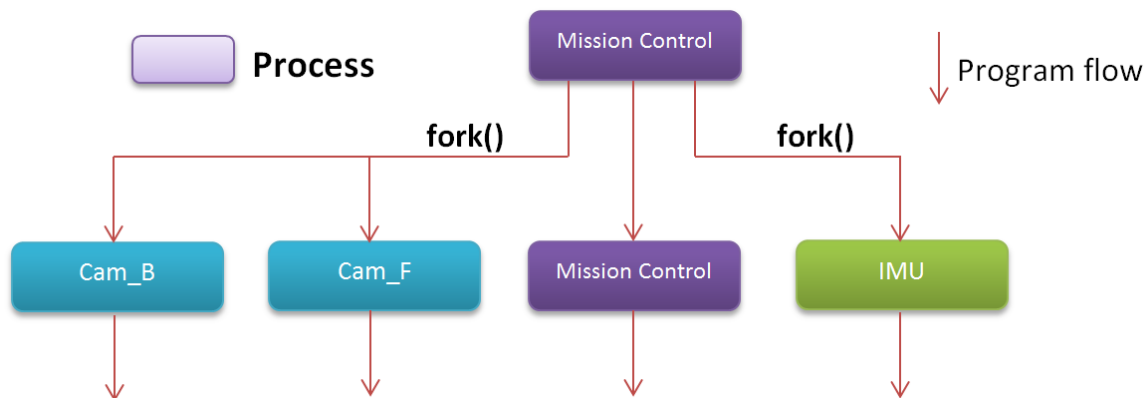 Mission Control
Process
Program flow
fork()
fork()
Cam_B
Cam_F
Mission Control
IMU